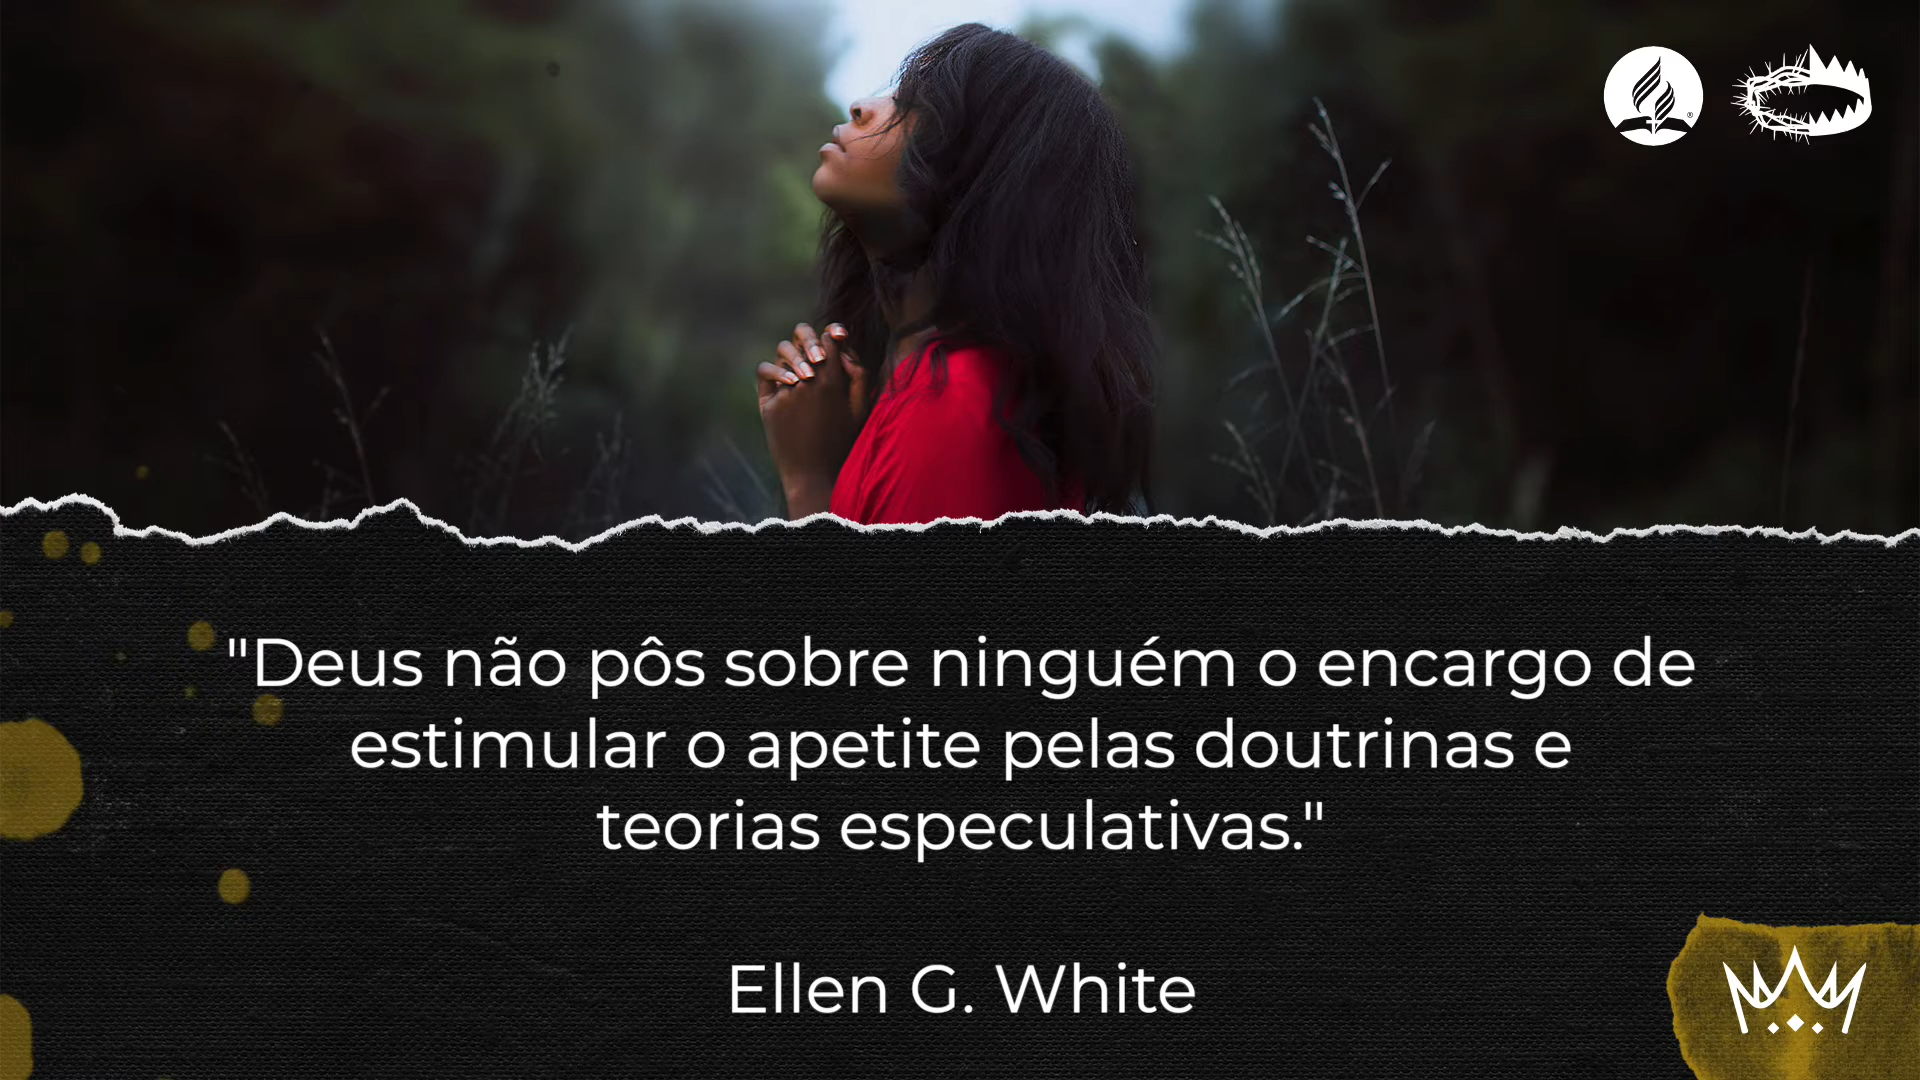 "Deus não pôs sobre ninguém o encargo de
estimular o apetite pelas doutrinas e
teorias especulativas."
Ellen G. White